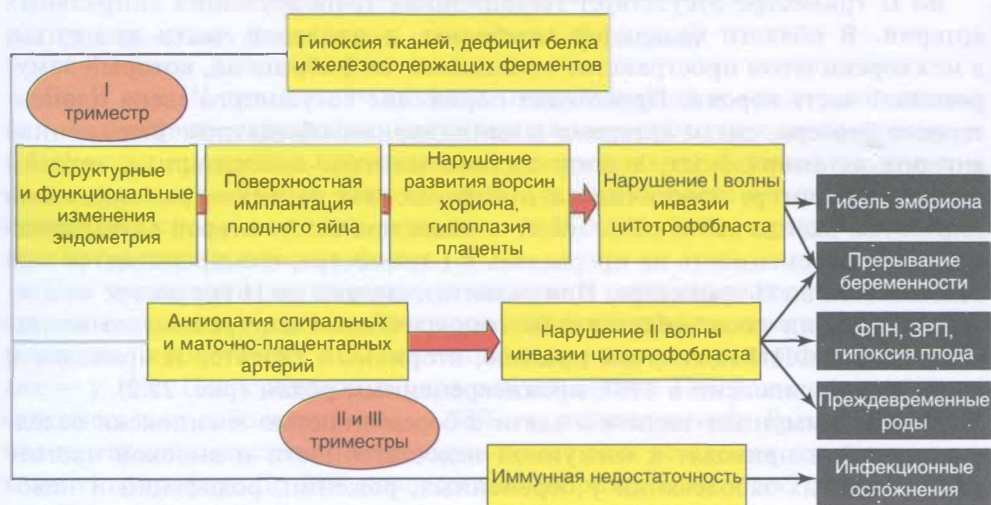 Гипоксия тканей, дефицит белка
и железосодержащих ферментов
I
триместр
Структурные
и функциональные
изменения
эндометрия
Поверхностная
имплантация
плодного яйца
Нарушение
развития ворсин
хориона,
гипоплазия
плаценты
Нарушение I волны
инвазии
цитотрофобласта
Гибель эмбриона
Прерывание
беременности
Ангиопатия спиральных
и маточно-плацентарных
артерий
Нарушение II волны
инвазии цитотрофобласта
ФПН, ЗРП,
гипоксия плода
Преждевременные
роды
II и III
триместры
Иммунная недостаточность
Инфекционные
осложнения